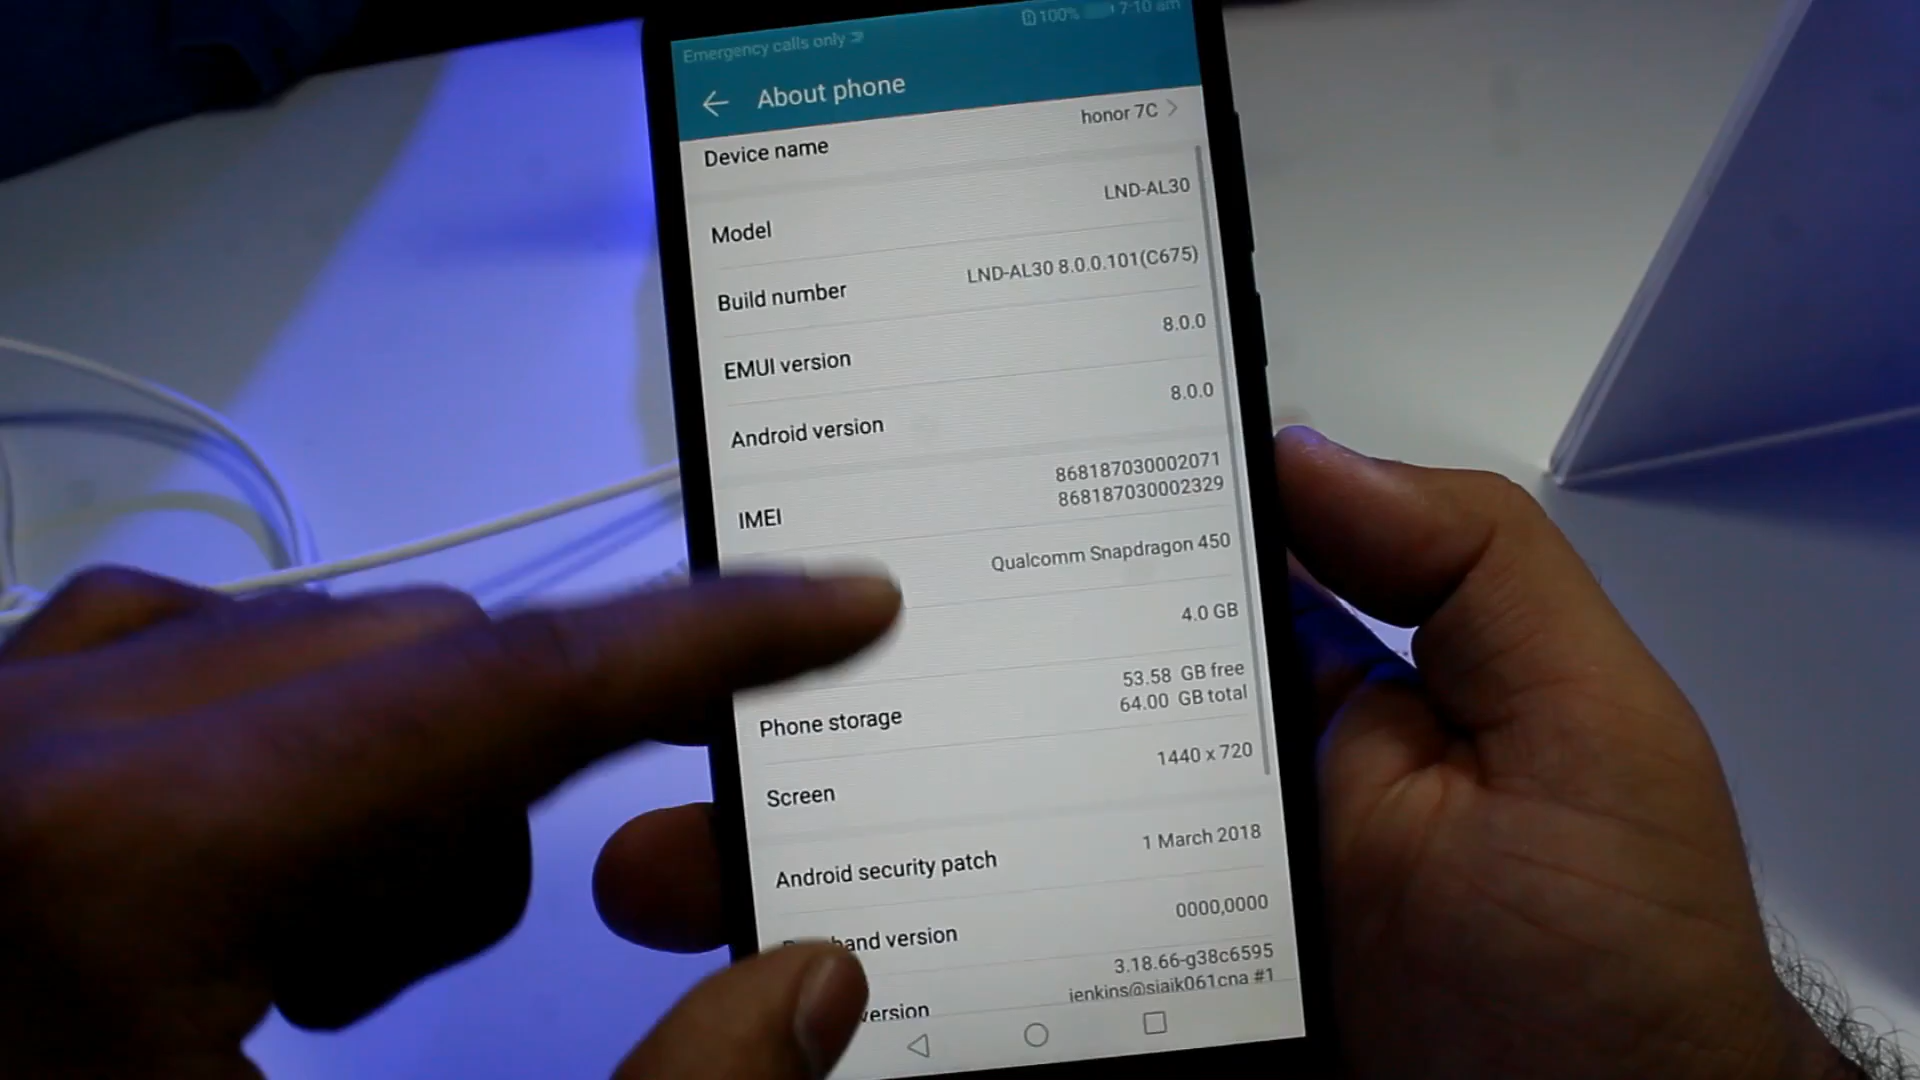 Emergency calls only
100% 7:10 am
About phone
Device name honor 7C
Model LND-AL30
Build number LND-AL30 8.0.0.101(C675)
EMUI version 8.0.0
Android version 8.0.0
IMEI 868187030002071
868187030002329
Qualcomm Snapdragon 450
4.0 GB
Phone storage 53.58 GB free
64.00 GB total
Screen 1440 x 720
Android security patch 1 March 2018
version 0000,0000
version 3.18.66-g38c6595
jenkins@siaik061cna #1